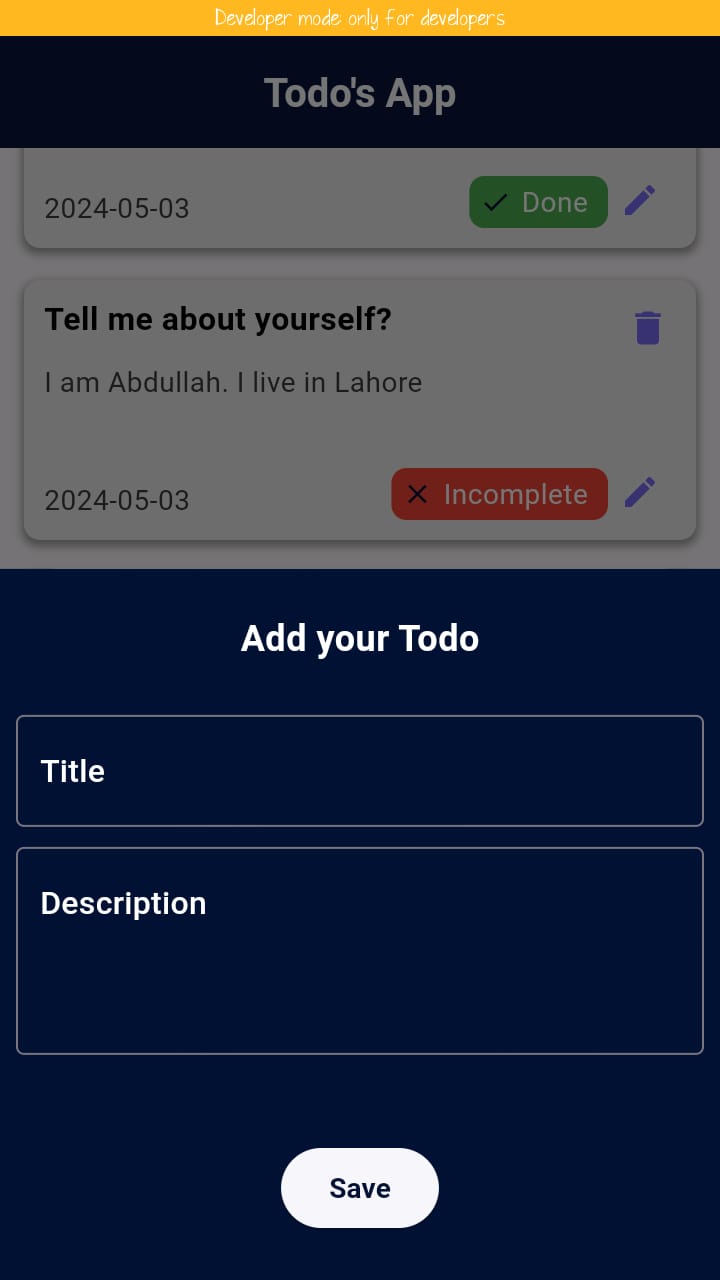 Developer mode: only for developers
Todo's App
2024-05-03
Done
Tell me about yourself?
I am Abdullah. I live in Lahore
2024-05-03
Incomplete
Add your Todo
Title
Description
Save